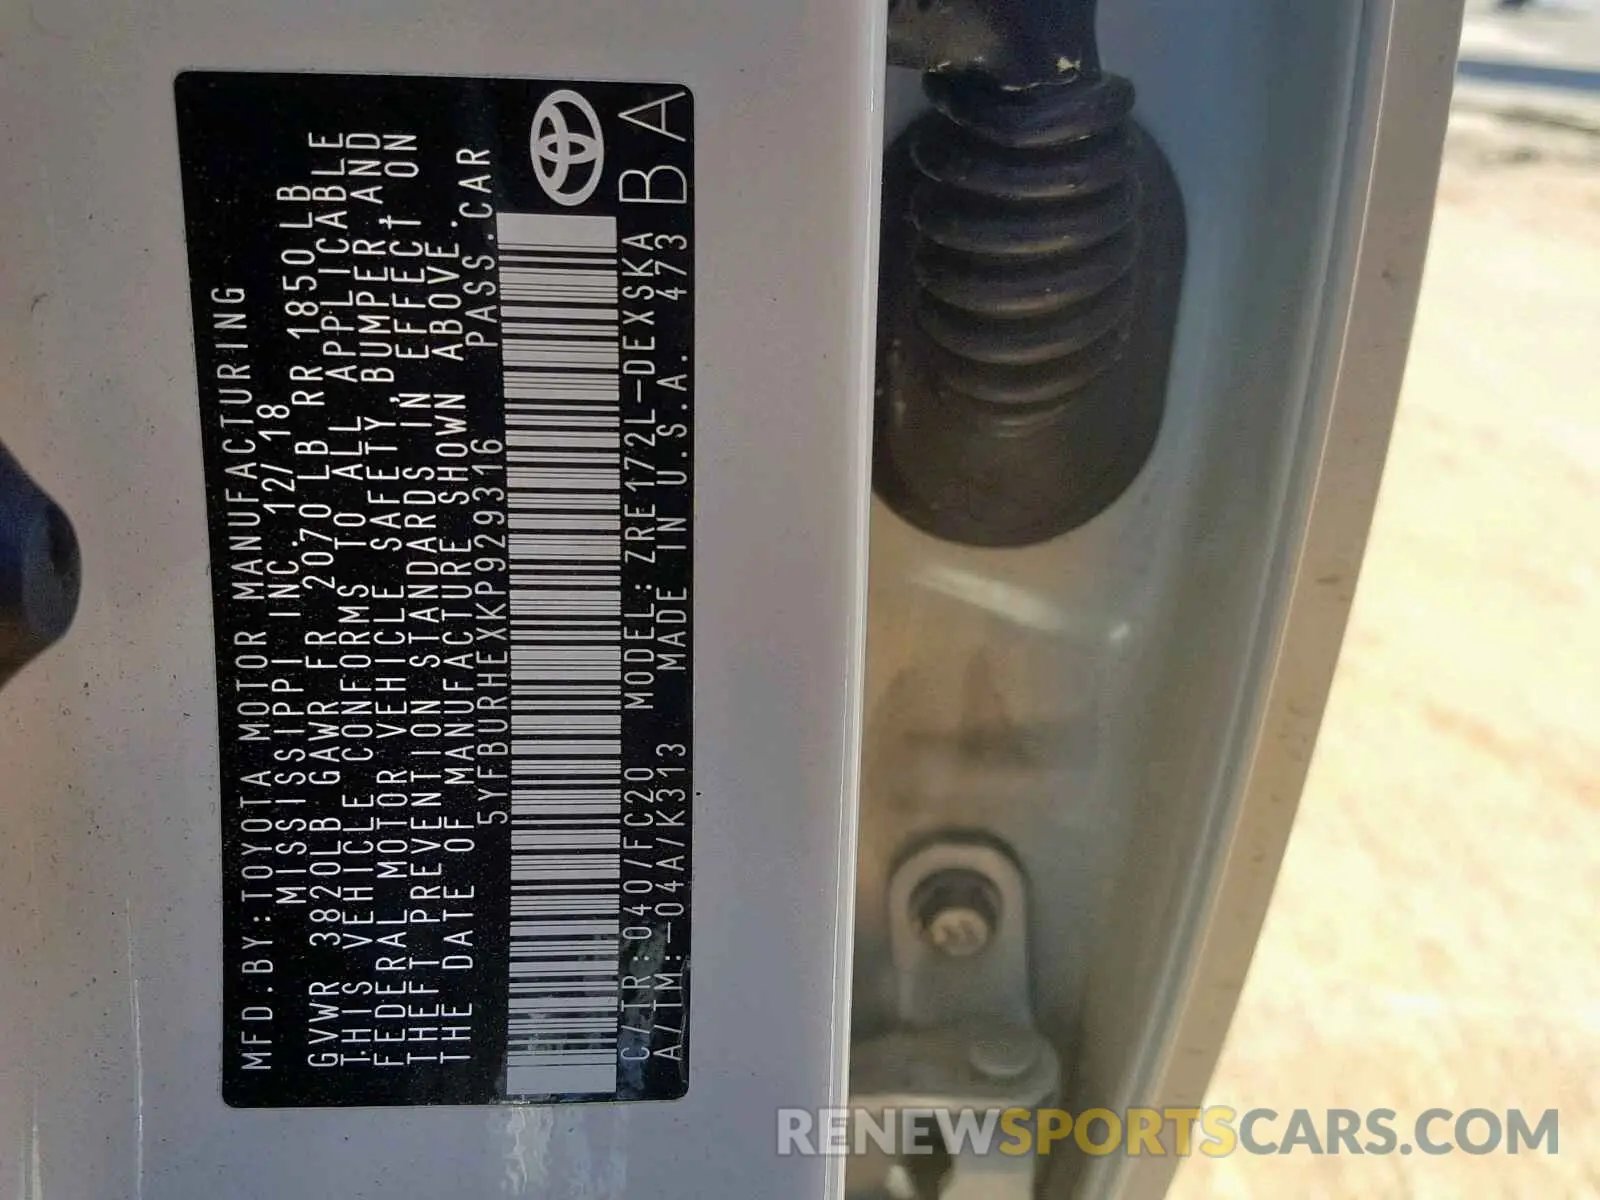 MFD.BY:TOYOTA MOTOR MANUFACTURING
MISSISSIPPI INC. 12/18
GVWR 3820LB GAWR FR 2070LB RR 1850LB
THIS VEHICLE CONFORMS TO ALL APPLICABLE
FEDERAL MOTOR VEHICLE SAFETY, BUMPER, AND
THEFT PREVENTION STANDARDS IN EFFECT ON
THE DATE OF MANUFACTURE SHOWN ABOVE.
5YFBURHEXKP929316 PASS.CAR
C/TR:040/FC20 MODEL:ZRE172L-DEXSKA
A/TM:-04A/K313 MADE IN U.S.A. 473
BA
RENEWSPORTSCARS.COM